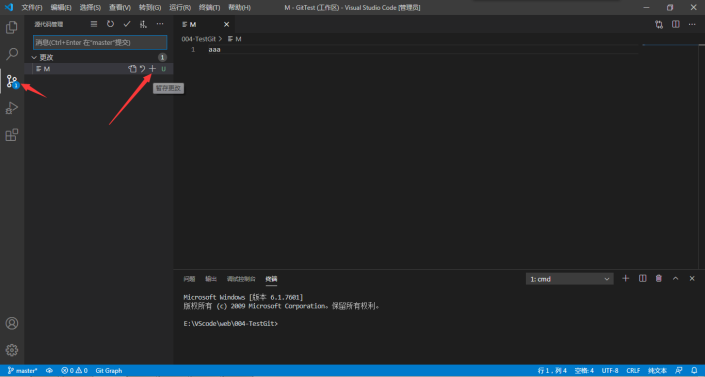 文件(F) 编辑(E) 选择(S) 查看(V) 转到(G) 运行(R) 终端(T) 帮助(H) M - GitTest (工作区) - Visual Studio Code [管理员]
源代码管理
M
消息(Ctrl+Enter 在"master"提交)
004-TestGit > M
更改 1
1 aaa
M U
暂存更改
问题 输出 调试控制台 终端 1: cmd
Microsoft Windows [版本 6.1.7601]
版权所有 (c) 2009 Microsoft Corporation。保留所有权利。
E:\VScode\web\004-TestGit>
master* 0 0 Git Graph 行 1，列 4 空格: 4 UTF-8 CRLF 纯文本